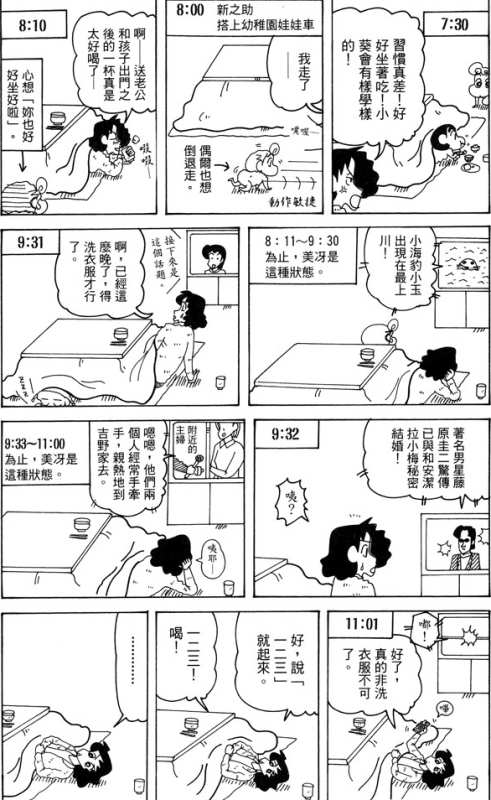 7:30
習慣真差！好
好坐著吃！小
葵會有樣學樣
的！
8:00
新之助
搭上幼稚園娃娃車
我走了
──
嘿喔──
偶爾也想
倒退走。
動作敏捷
8:10
啊──送老公
和孩子出門之
後的一杯真是
太好喝了──
啜
啜
心想「妳也好
好坐好啦」。
8：11～9：30
為止，美冴是
這種狀態。
小海豹小玉
出現在最上
川！
9:31
接下來是
這個話題。
啊，已經這
麼晚了，得
洗衣服才行
了。
ZZZ
9:32
著名男星藤
原圭二驚傳
已與和安潔
拉小梅秘密
結婚！
咦？
9:33~11:00
為止，美冴是
這種狀態。
附近的
主婦
嗯嗯，他們兩
個人經常手牽
手，親熱地到
吉野家去。
咦耶─
11:01
嘟！
好了，
真的非洗
衣服不可
了。
嗶
好，說「
一二三」
就起來。
一二三！
喝！
…………